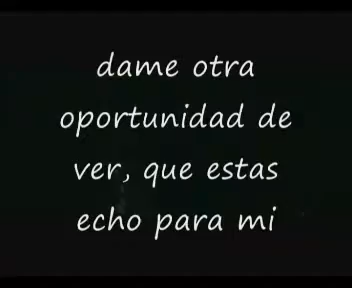 dame otra
oportunidad de
ver, que estas
echo para mi